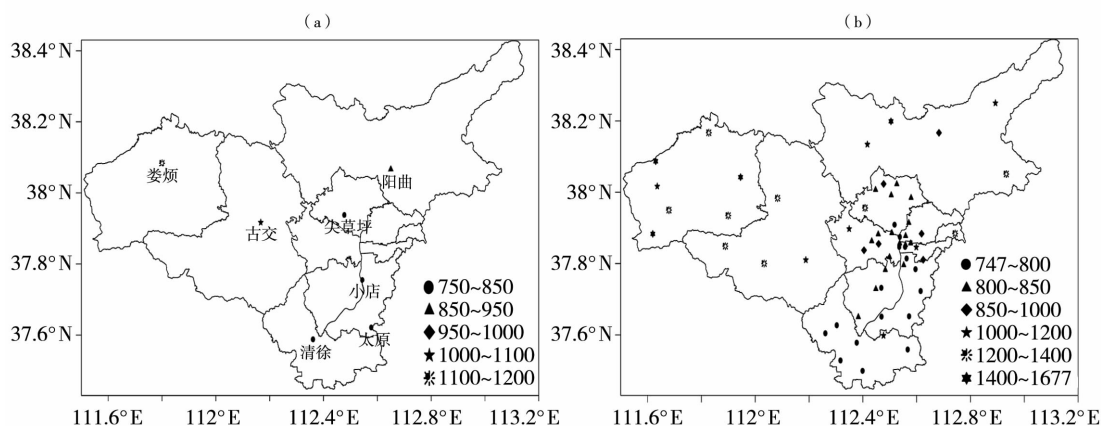 (a)
38.4° N
38.2° N
38° N
37.8° N
37.6° N
111.6° E
112° E
112.4° E
112.8° E
113.2° E
娄烦
阳曲
古交
尖草坪
小店
太原
清徐
750~850
850~950
950~1000
1000~1100
1100~1200
(b)
38.4° N
38.2° N
38° N
37.8° N
37.6° N
111.6° E
112° E
112.4° E
112.8° E
113.2° E
747~800
800~850
850~1000
1000~1200
1200~1400
1400~1677